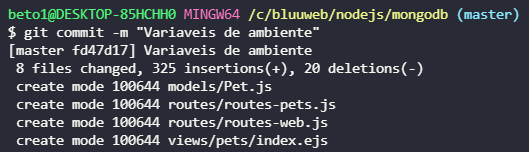 beto1@DESKTOP-85HCHH0 MINGW64 /c/bluuweb/nodejs/mongodb (master)
$ git commit -m "Variaveis de ambiente"
[master fd47d17] Variaveis de ambiente
 8 files changed, 325 insertions(+), 20 deletions(-)
 create mode 100644 models/Pet.js
 create mode 100644 routes/routes-pets.js
 create mode 100644 routes/routes-web.js
 create mode 100644 views/pets/index.ejs